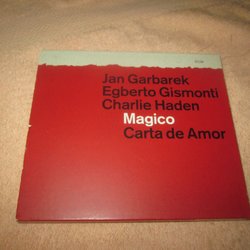 Jan Garbarek
Egberto Gismonti
Charlie Haden
Magico
Carta de Amor